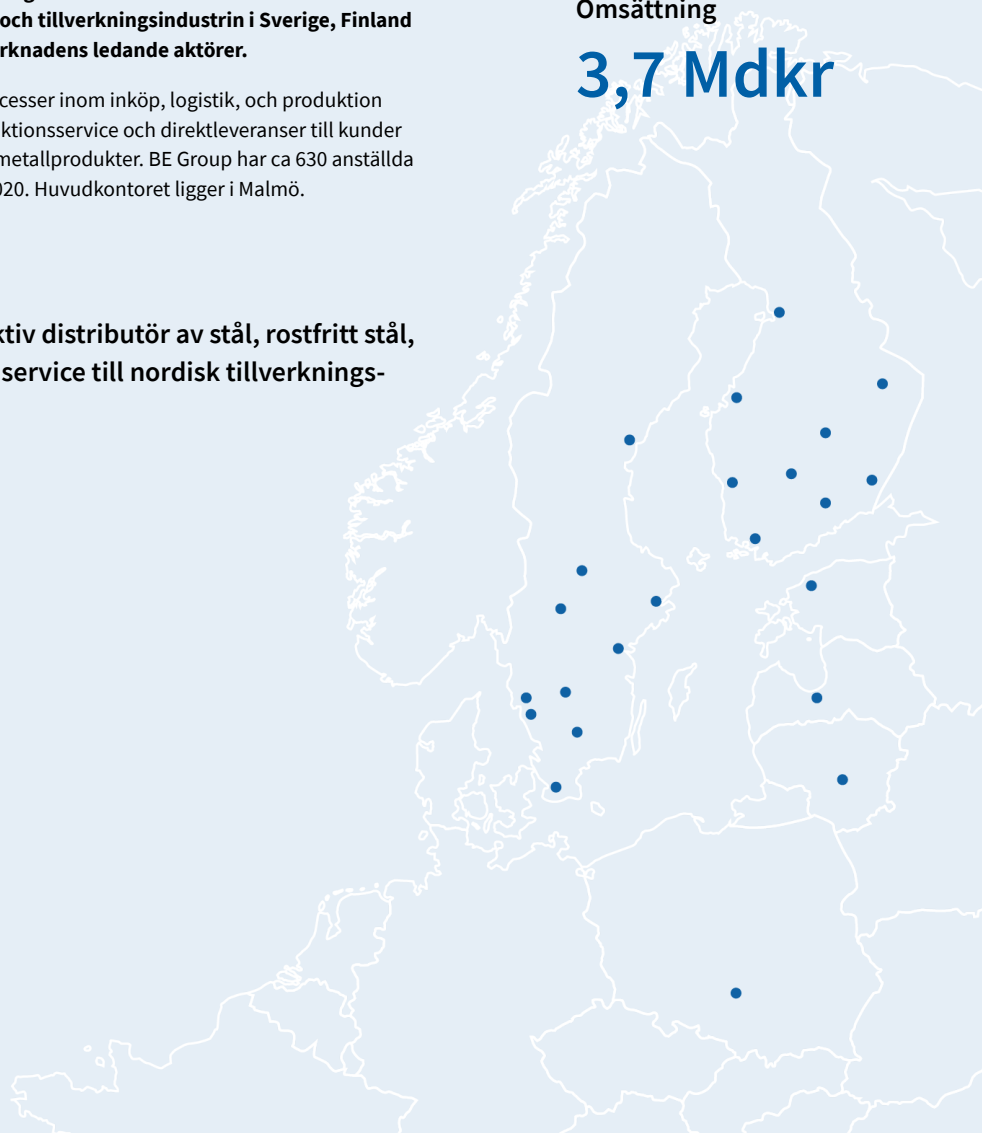 och tillverkningsindustrin i Sverige, Finland
rknadens ledande aktörer.
cesser inom inköp, logistik, och produktion
ktionsservice och direktleveranser till kunder
metallprodukter. BE Group har ca 630 anställda
020. Huvudkontoret ligger i Malmö.
ktiv distributör av stål, rostfritt stål,
service till nordisk tillverknings-
Omsättning
3,7 Mdkr